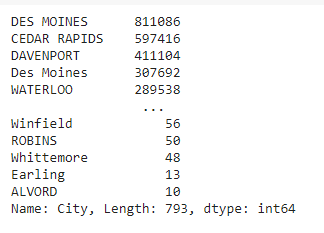 DES MOINES 811086
CEDAR RAPIDS 597416
DAVENPORT 411104
Des Moines 307692
WATERLOO 289538
...
Winfield 56
ROBINS 50
Whittemore 48
Earling 13
ALVORD 10
Name: City, Length: 793, dtype: int64